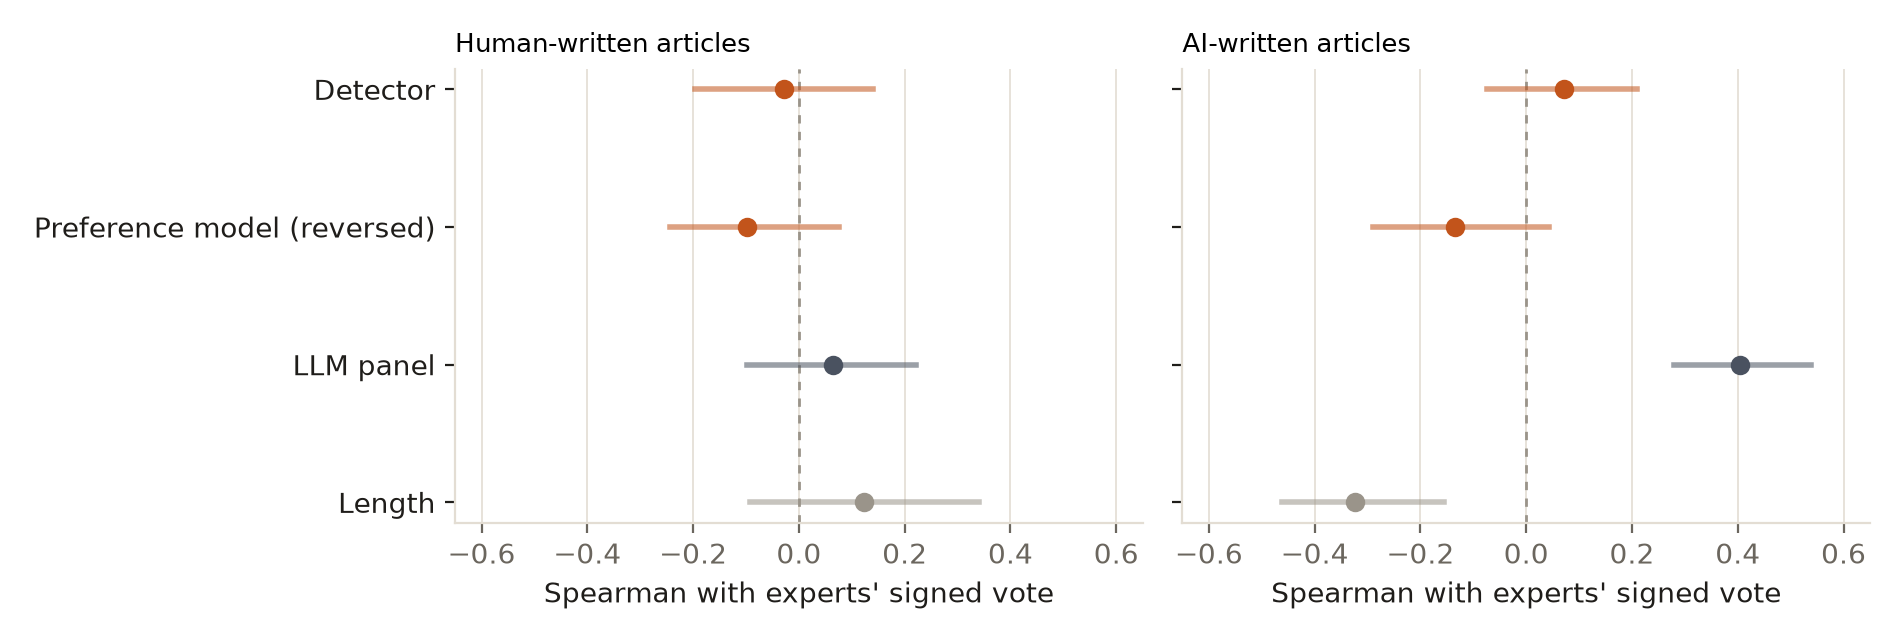 Human-written articles
AI-written articles
Detector
Preference model (reversed)
LLM panel
Length
−0.6 −0.4 −0.2 0.0 0.2 0.4 0.6
−0.6 −0.4 −0.2 0.0 0.2 0.4 0.6
Spearman with experts' signed vote
Spearman with experts' signed vote